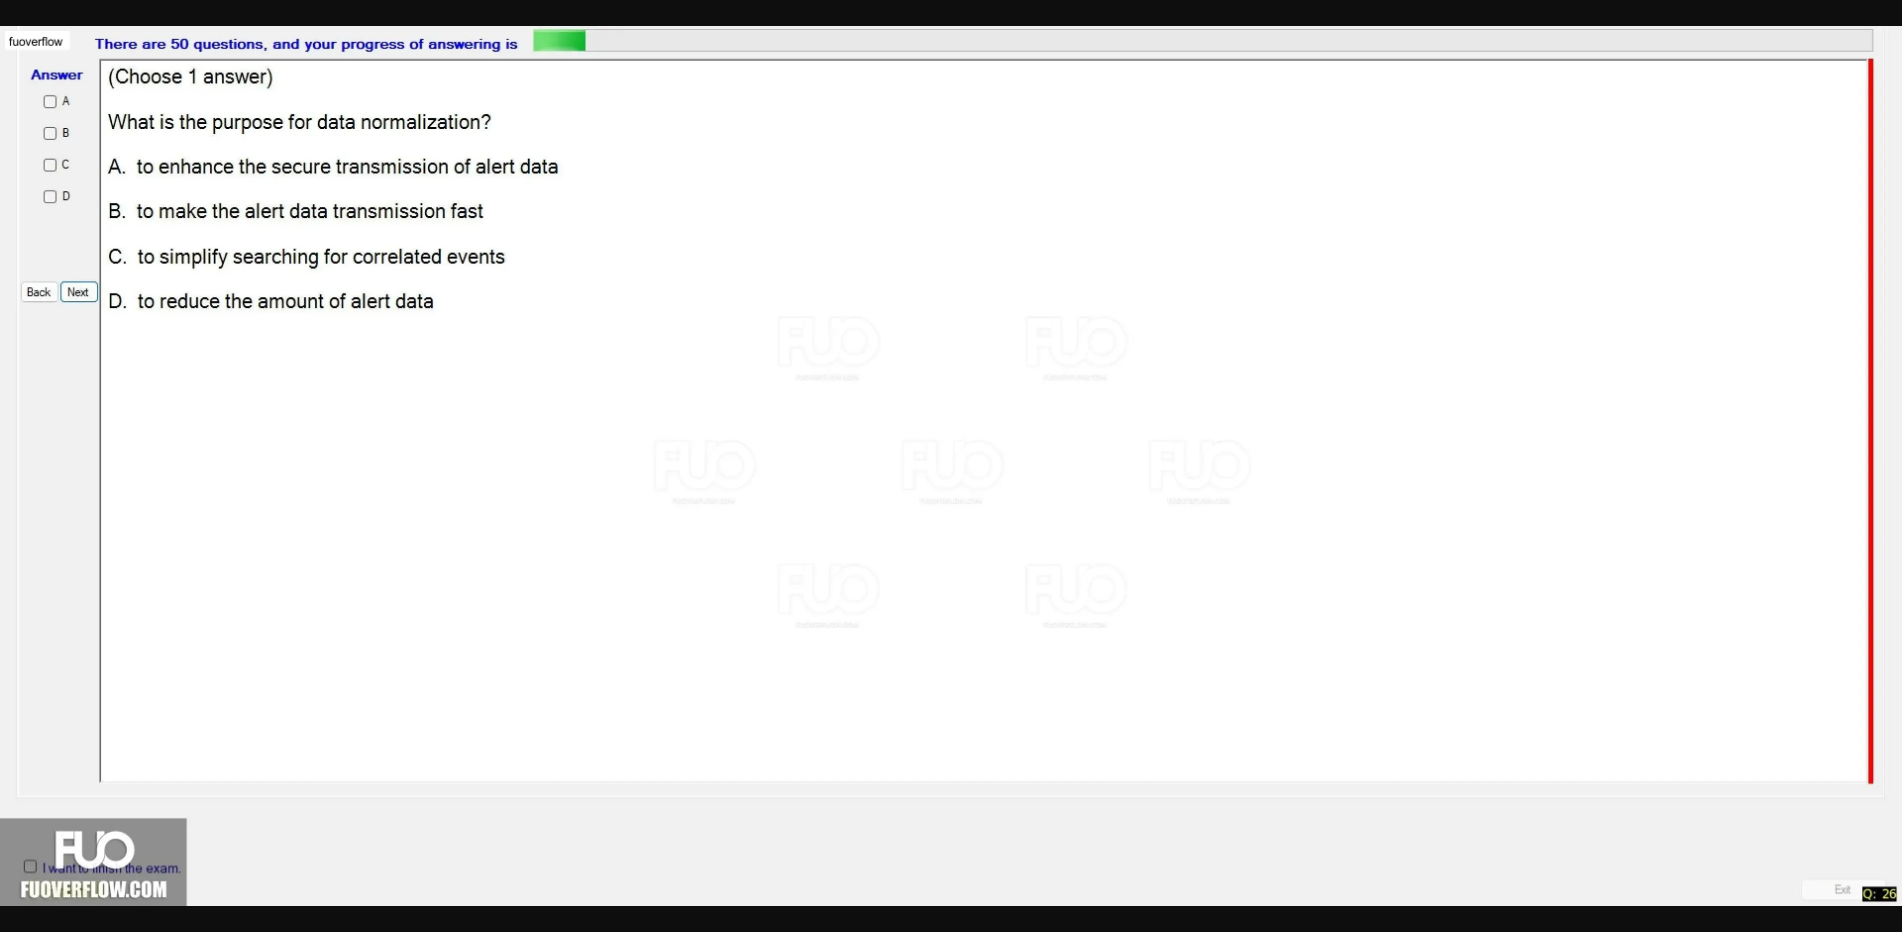 fuoverflow
There are 50 questions, and your progress of answering is
Answer
(Choose 1 answer)
A
What is the purpose for data normalization?
B
A. to enhance the secure transmission of alert data
C
D
B. to make the alert data transmission fast
C. to simplify searching for correlated events
Back Next
D. to reduce the amount of alert data
FUO FUO
FUO FUO FUO
FUO FUO
FUO
I want to finish the exam.
FUOVERFLOW.COM
Exit
Q: 26